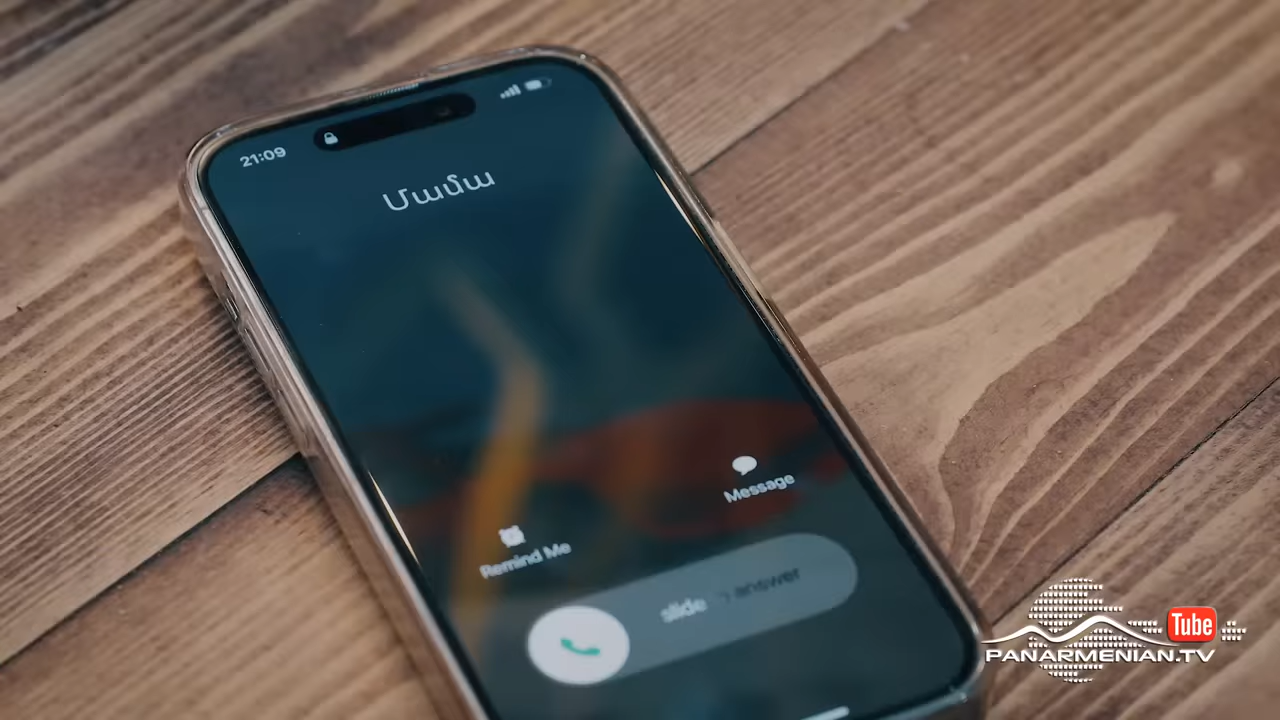 21:09
Մամա
Message
Remind Me
slide to answer
Tube
PANARMENIAN.TV